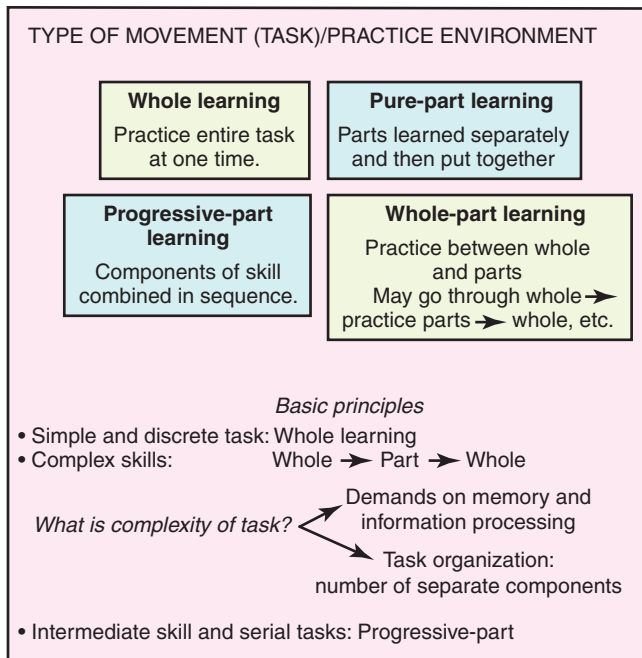 TYPE OF MOVEMENT (TASK)/PRACTICE ENVIRONMENT
Whole learning
Practice entire task
at one time.
Pure-part learning
Parts learned separately
and then put together
Progressive-part
learning
Components of skill
combined in sequence.
Whole-part learning
Practice between whole
and parts
May go through whole →
practice parts → whole, etc.
Basic principles
• Simple and discrete task: Whole learning
• Complex skills: Whole → Part → Whole
What is complexity of task?
Demands on memory and
information processing
Task organization:
number of separate components
• Intermediate skill and serial tasks: Progressive-part